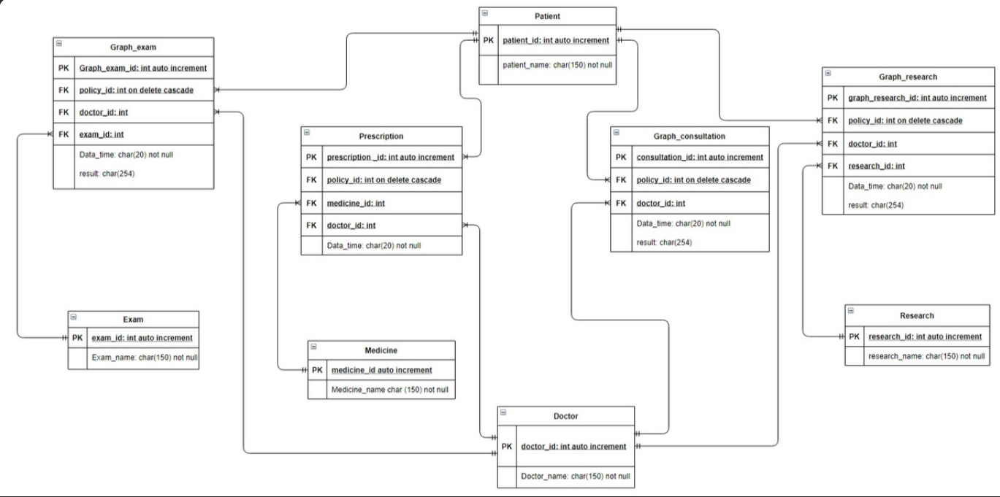 Patient
PK patient_id: int auto increment
patient_name: char(150) not null
Graph_exam
PK Graph_exam_id: int auto increment
FK policy_id: int on delete cascade
FK doctor_id: int
FK exam_id: int
Data_time: char(20) not null
result: char(254)
Graph_research
PK graph_research_id: int auto increment
FK policy_id: int on delete cascade
FK doctor_id: int
FK research_id: int
Data_time: char(20) not null
result: char(254)
Prescription
PK prescription _id: int auto increment
FK policy_id: int on delete cascade
FK medicine_id: int
FK doctor_id: int
Data_time: char(20) not null
Graph_consultation
PK consultation_id: int auto increment
FK policy_id: int on delete cascade
FK doctor_id: int
Data_time: char(20) not null
result: char(254)
Exam
PK exam_id: int auto increment
Exam_name: char(150) not null
Medicine
PK medicine_id auto increment
Medicine_name char (150) not null
Research
PK research_id: int auto increment
research_name: char(150) not null
Doctor
PK doctor_id: int auto increment
Doctor_name: char(150) not null